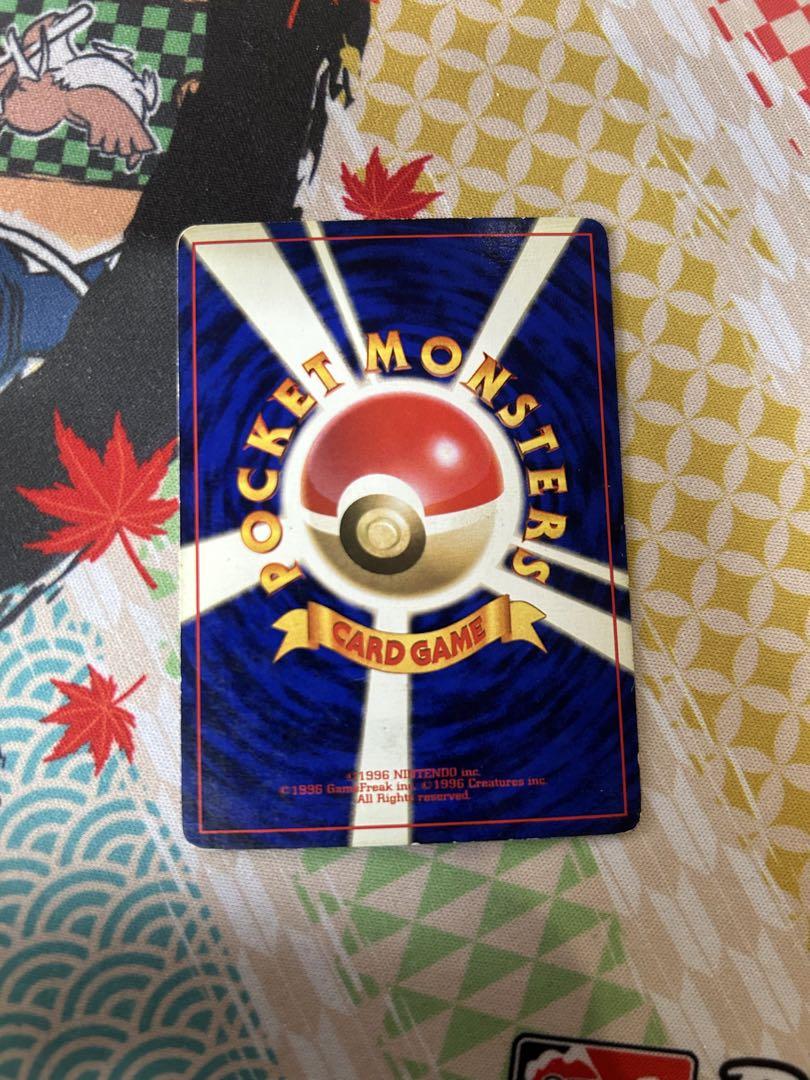 POCKET MONSTERS
CARD GAME
©1996 NINTENDO inc.
©1996 GameFreak inc. ©1996 Creatures inc.
All Rights reserved.